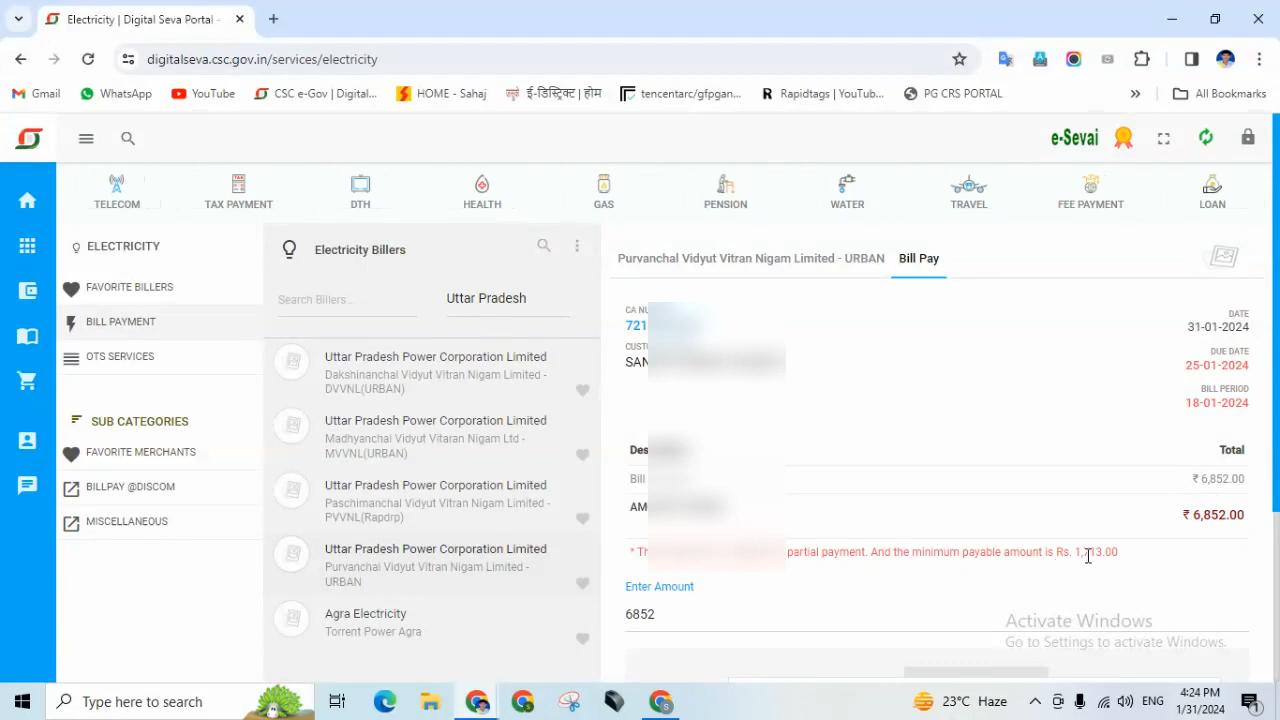 Electricity | Digital Seva Portal -
digitalseva.csc.gov.in/services/electricity
Gmail WhatsApp YouTube CSC e-Gov | Digital... HOME - Sahaj ई-डिस्ट्रिक्ट | होम tencentarc/gfpgan... Rapidtags | YouTub... PG CRS PORTAL » All Bookmarks
e-Sevai
TELECOM TAX PAYMENT DTH HEALTH GAS PENSION WATER TRAVEL FEE PAYMENT LOAN
ELECTRICITY
FAVORITE BILLERS
BILL PAYMENT
OTS SERVICES
SUB CATEGORIES
FAVORITE MERCHANTS
BILLPAY @DISCOM
MISCELLANEOUS
Electricity Billers
Search Billers... Uttar Pradesh
Uttar Pradesh Power Corporation Limited
Dakshinanchal Vidyut Vitran Nigam Limited -
DVVNL(URBAN)
Uttar Pradesh Power Corporation Limited
Madhyanchal Vidyut Vitaran Nigam Ltd -
MVVNL(URBAN)
Uttar Pradesh Power Corporation Limited
Paschimanchal Vidyut Vitran Nigam Limited -
PVVNL(Rapdrp)
Uttar Pradesh Power Corporation Limited
Purvanchal Vidyut Vitran Nigam Limited -
URBAN
Agra Electricity
Torrent Power Agra
Purvanchal Vidyut Vitran Nigam Limited - URBAN Bill Pay
CA
721
SAN
DATE
31-01-2024
DUE DATE
25-01-2024
BILL PERIOD
18-01-2024
Total
Bill ₹ 6,852.00
₹ 6,852.00
partial payment. And the minimum payable amount is Rs. 1,713.00
Enter Amount
6852
Activate Windows
Go to Settings to activate Windows.
Type here to search
23°C Haze
ENG
4:24 PM
1/31/2024